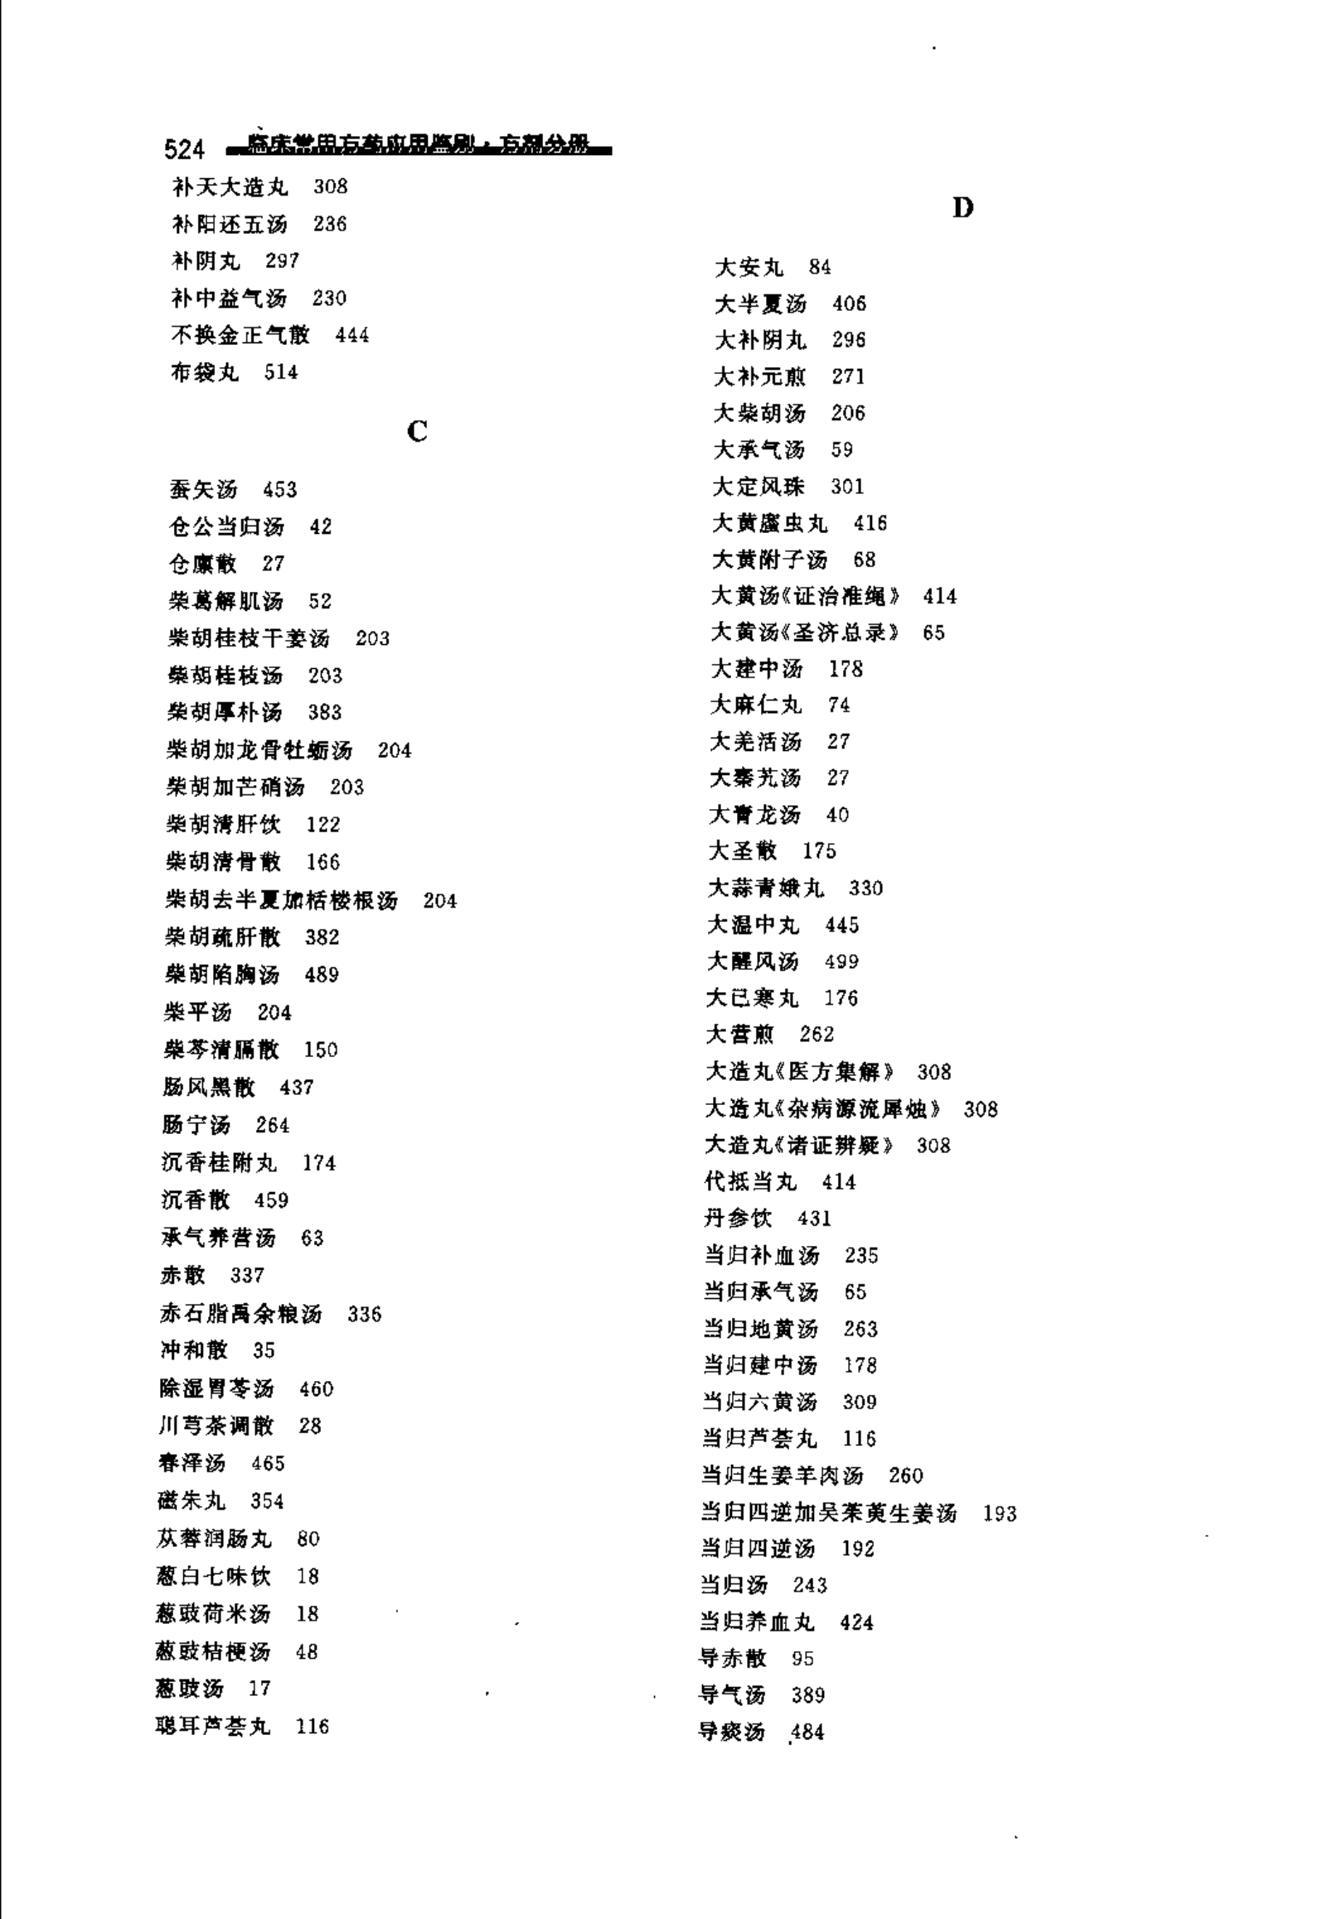 524 临床常用方药应用鉴别·方剂分册
补天大造丸 308
补阳还五汤 236
补阴丸 297
补中益气汤 230
不换金正气散 444
布袋丸 514
C
蚕矢汤 453
仓公当归汤 42
仓廪散 27
柴葛解肌汤 52
柴胡桂枝干姜汤 203
柴胡桂枝汤 203
柴胡厚朴汤 383
柴胡加龙骨牡蛎汤 204
柴胡加芒硝汤 203
柴胡清肝饮 122
柴胡清骨散 166
柴胡去半夏加栝楼根汤 204
柴胡疏肝散 382
柴胡陷胸汤 489
柴平汤 204
柴芩清膈散 150
肠风黑散 437
肠宁汤 264
沉香桂附丸 174
沉香散 459
承气养营汤 63
赤散 337
赤石脂禹余粮汤 336
冲和散 35
除湿胃苓汤 460
川芎茶调散 28
春泽汤 465
磁朱丸 354
苁蓉润肠丸 80
葱白七味饮 18
葱豉荷米汤 18
葱豉桔梗汤 48
葱豉汤 17
聪耳芦荟丸 116
D
大安丸 84
大半夏汤 406
大补阴丸 296
大补元煎 271
大柴胡汤 206
大承气汤 59
大定风珠 301
大黄䗪虫丸 416
大黄附子汤 68
大黄汤《证治准绳》 414
大黄汤《圣济总录》 65
大建中汤 178
大麻仁丸 74
大羌活汤 27
大秦艽汤 27
大青龙汤 40
大圣散 175
大蒜青娥丸 330
大温中丸 445
大醒风汤 499
大已寒丸 176
大营煎 262
大造丸《医方集解》 308
大造丸《杂病源流犀烛》 308
大造丸《诸证辨疑》 308
代抵当丸 414
丹参饮 431
当归补血汤 235
当归承气汤 65
当归地黄汤 263
当归建中汤 178
当归六黄汤 309
当归芦荟丸 116
当归生姜羊肉汤 260
当归四逆加吴茱萸生姜汤 193
当归四逆汤 192
当归汤 243
当归养血丸 424
导赤散 95
导气汤 389
导痰汤 484